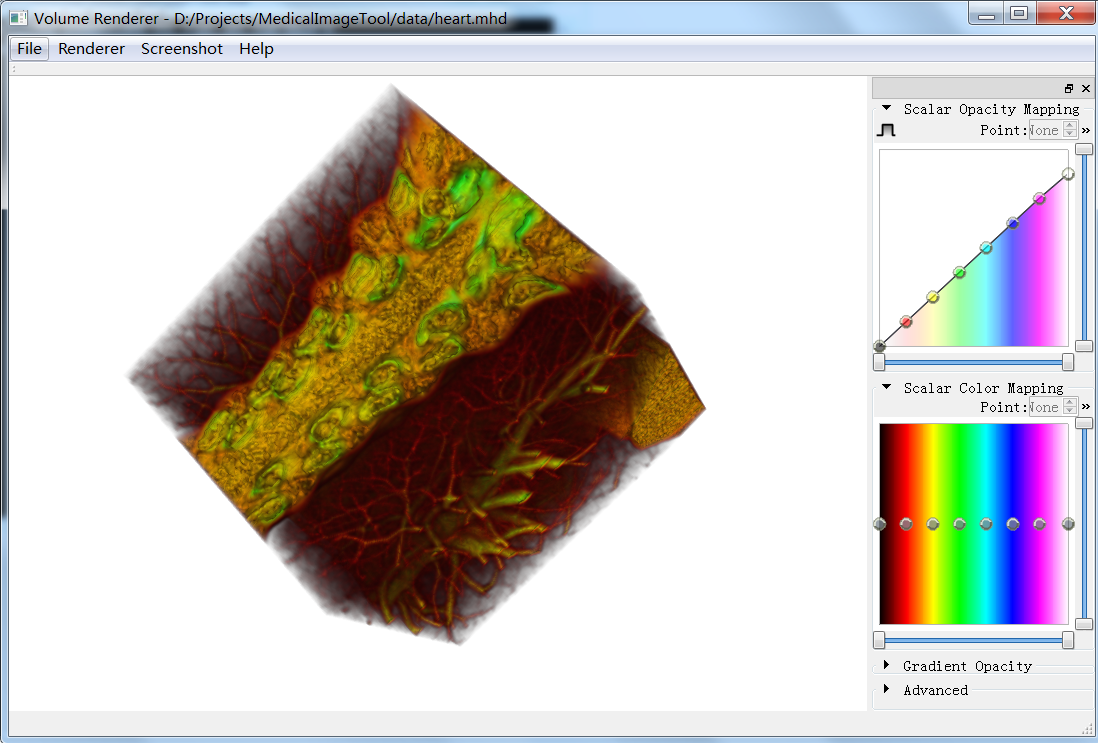 Volume Renderer - D:/Projects/MedicalImageTool/data/heart.mhd
File Renderer Screenshot Help
Scalar Opacity Mapping
Point: None »
Scalar Color Mapping
Point: None »
Gradient Opacity
Advanced